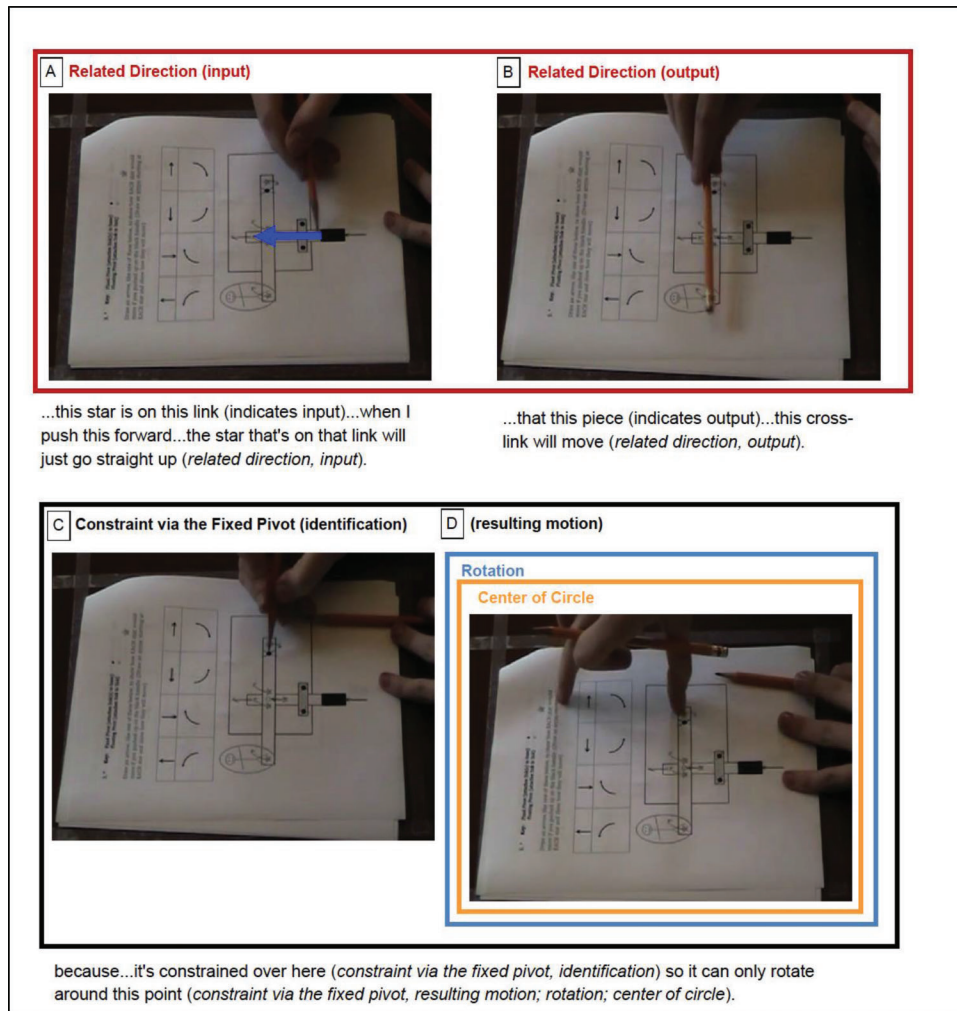 A Related Direction (input)
B Related Direction (output)
...this star is on this link (indicates input)...when I
push this forward...the star that's on that link will
just go straight up (related direction, input).
...that this piece (indicates output)...this cross-
link will move (related direction, output).
C Constraint via the Fixed Pivot (identification)
D (resulting motion)
Rotation
Center of Circle
because...it's constrained over here (constraint via the fixed pivot, identification) so it can only rotate
around this point (constraint via the fixed pivot, resulting motion; rotation; center of circle).